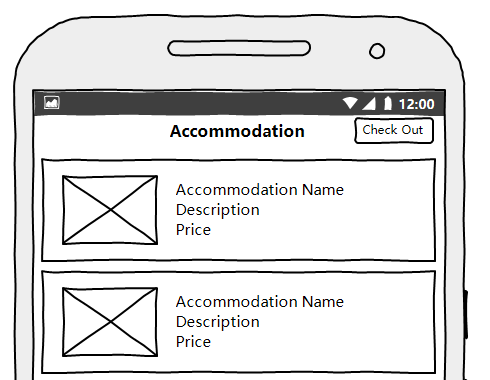 12:00
Accommodation
Check Out
Accommodation Name
Description
Price
Accommodation Name
Description
Price